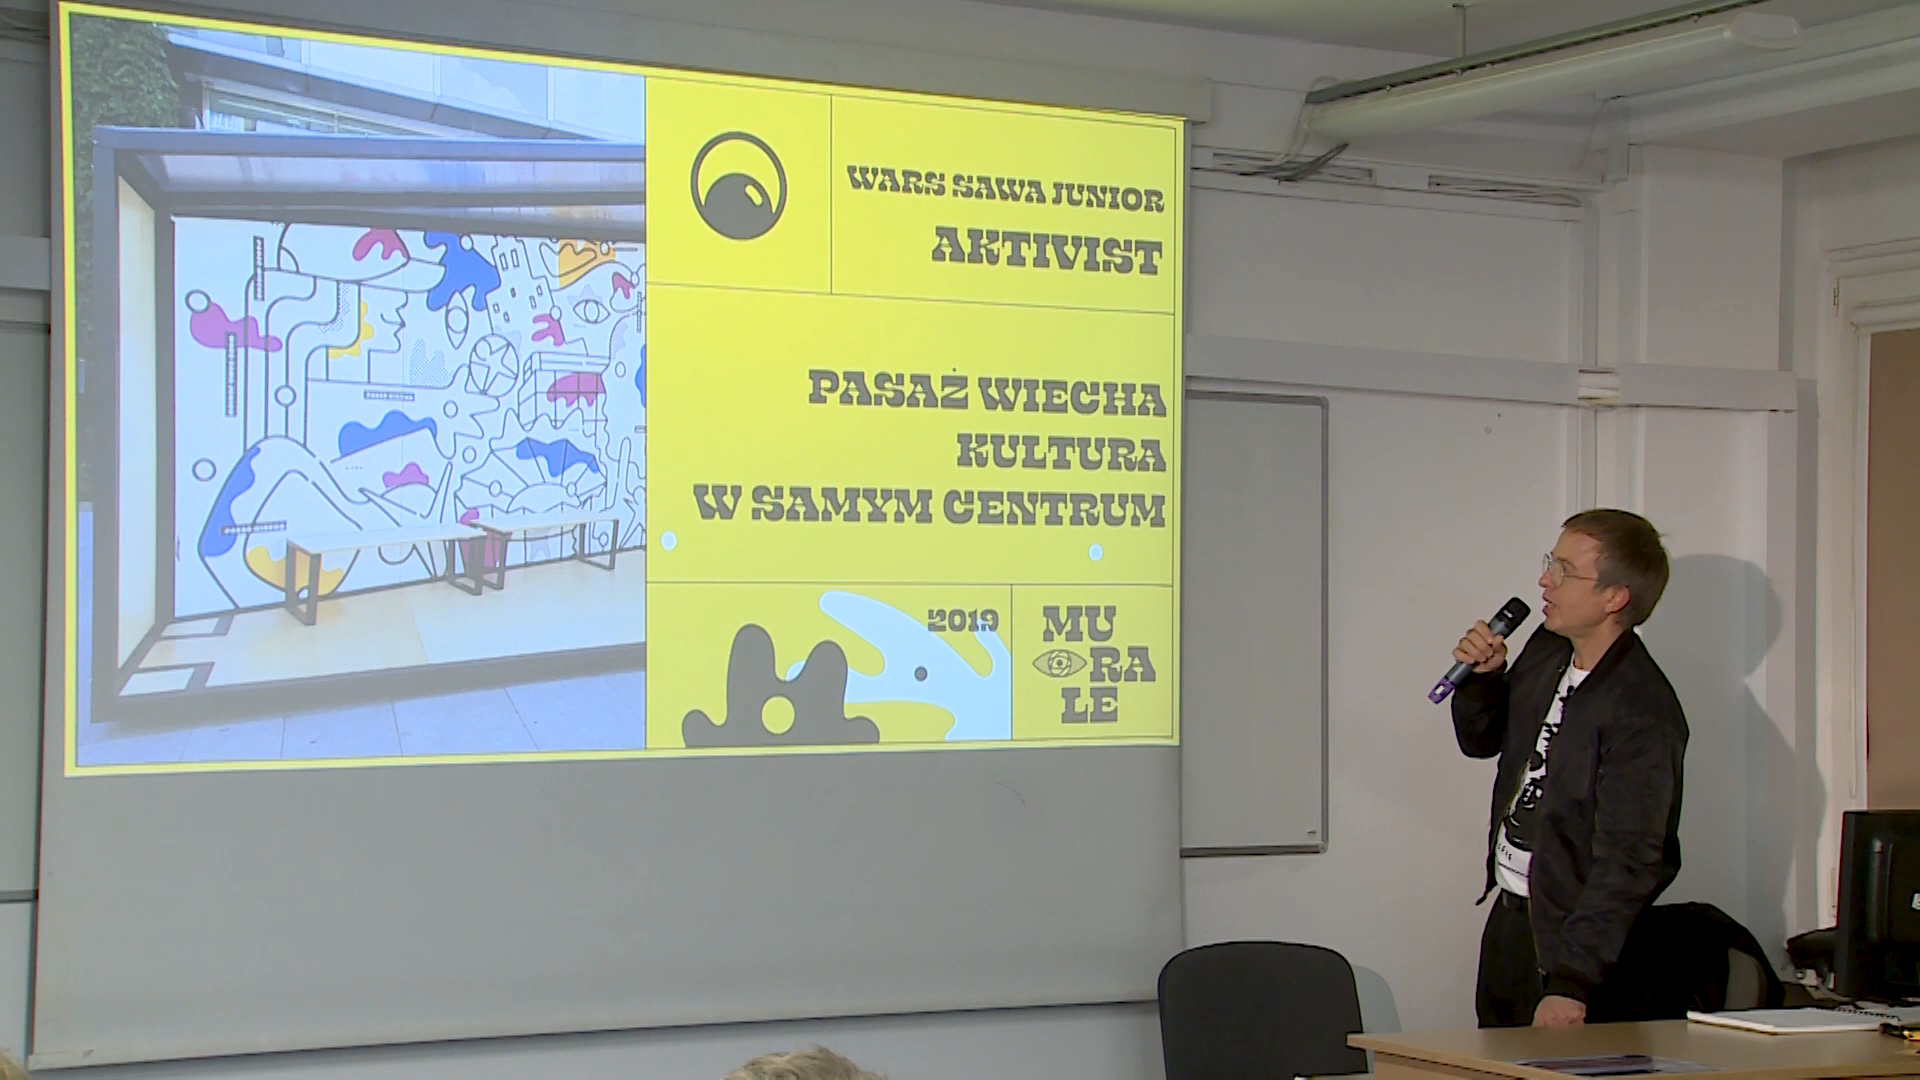 WARS SAWA JUNIOR
AKTIVIST
PASAŻ WIECHA
KULTURA
W SAMYM CENTRUM
2019
MU
RA
LE